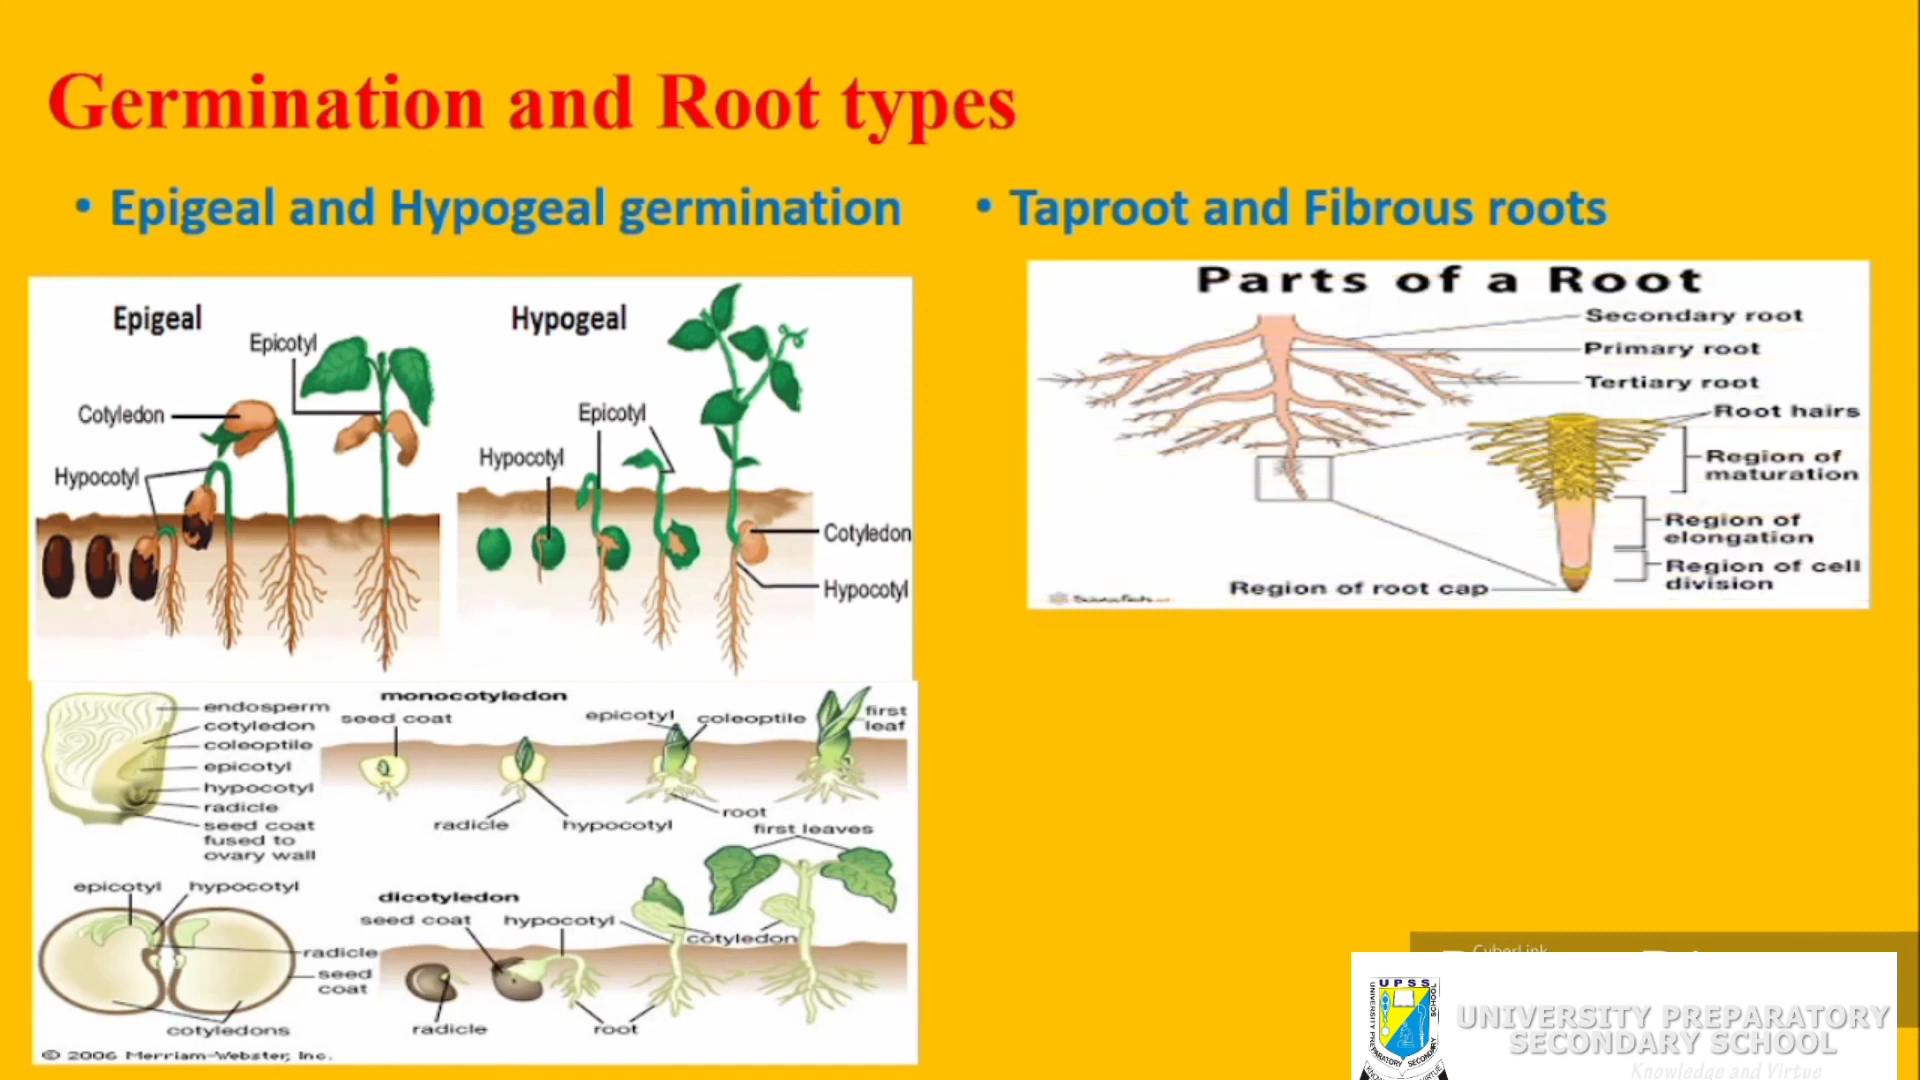 Germination and Root types
• Epigeal and Hypogeal germination
• Taproot and Fibrous roots
Epigeal
Epicotyl
Cotyledon
Hypocotyl
Hypogeal
Epicotyl
Hypocotyl
Cotyledon
Hypocotyl
Parts of a Root
Secondary root
Primary root
Tertiary root
Root hairs
Region of
maturation
Region of
elongation
Region of cell
division
Region of root cap
endosperm
cotyledon
coleoptile
epicotyl
hypocotyl
radicle
seed coat
fused to
ovary wall
monocotyledon
seed coat
epicotyl
coleoptile
first
leaf
radicle
hypocotyl
root
epicotyl
hypocotyl
radicle
seed
coat
cotyledons
dicotyledon
seed coat
hypocotyl
first leaves
cotyledon
radicle
root
© 2006 Merriam-Webster, Inc.
CyberLink
UPSS
UNIVERSITY PREPARATORY SECONDARY SCHOOL
UNIVERSITY PREPARATORY
SECONDARY SCHOOL
Knowledge and Virtue